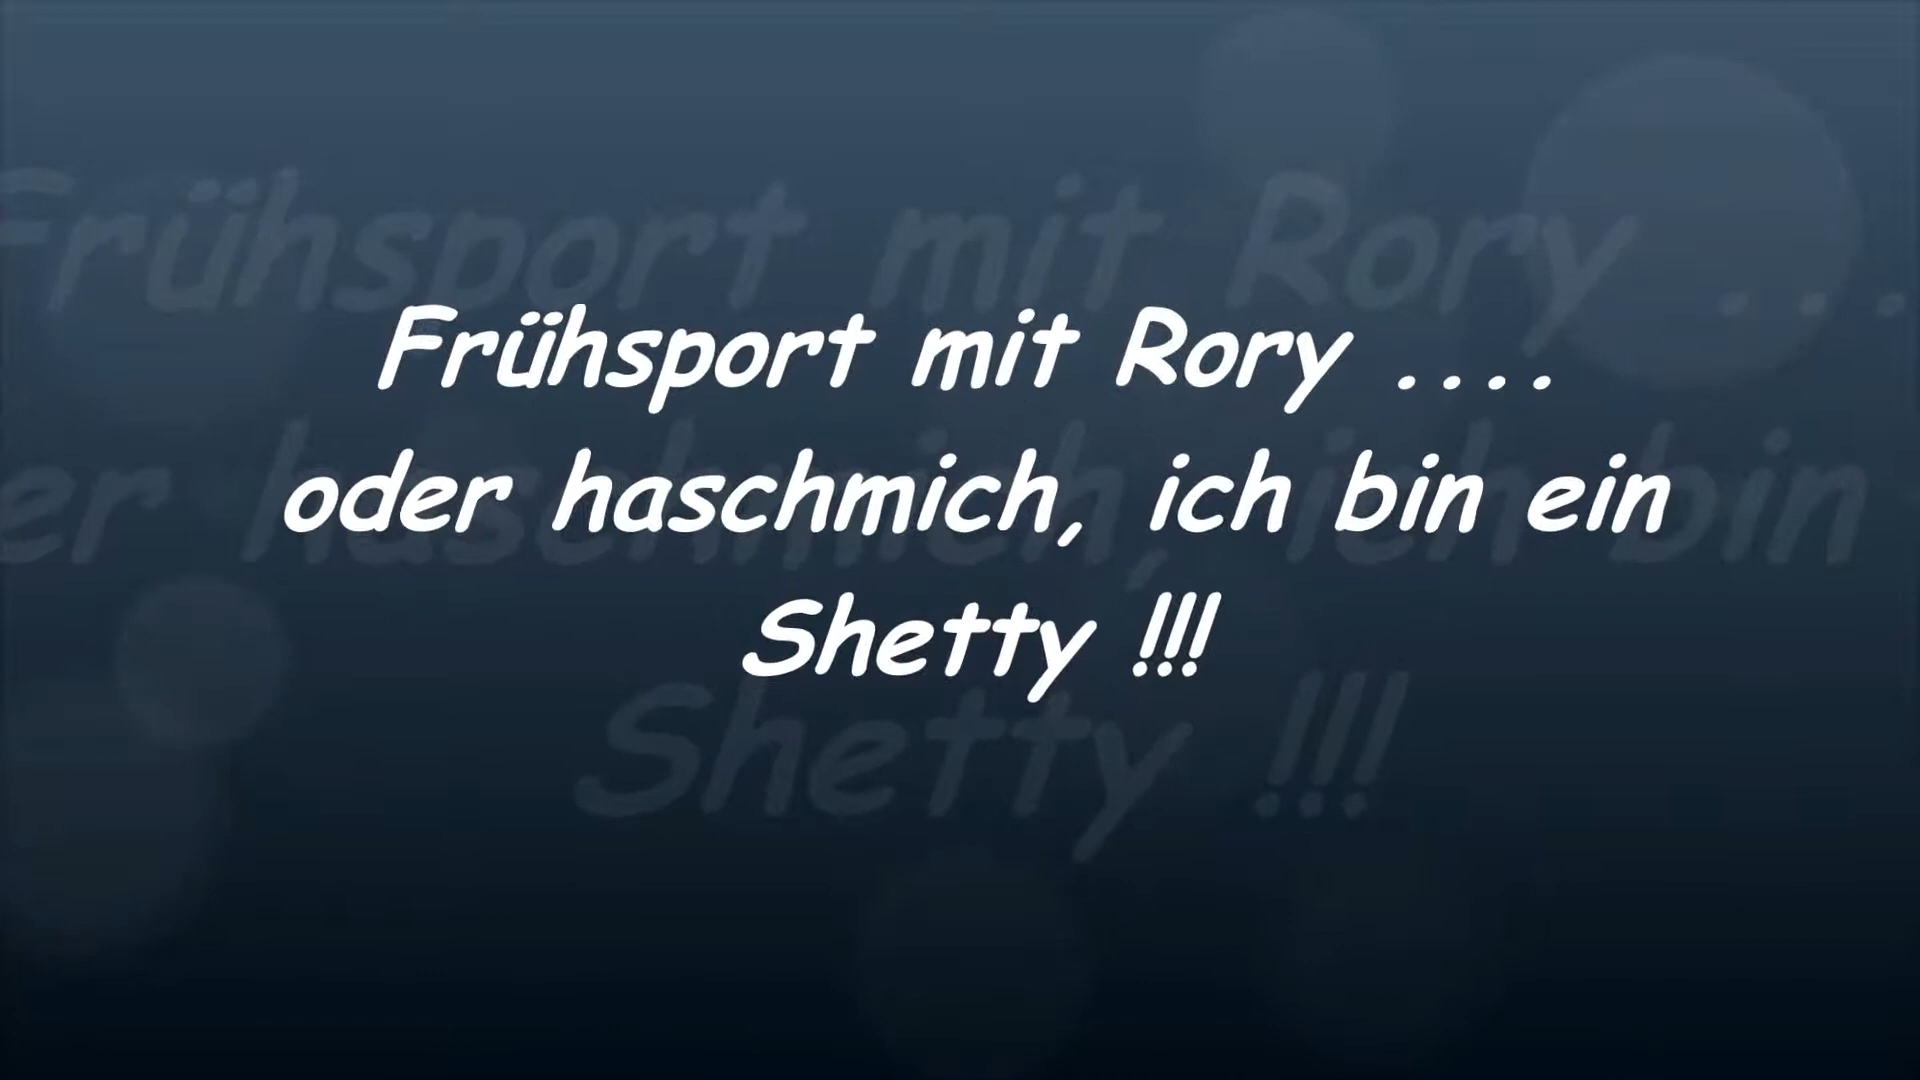 Frühsport mit Rory ....
oder haschmich, ich bin ein
Shetty !!!